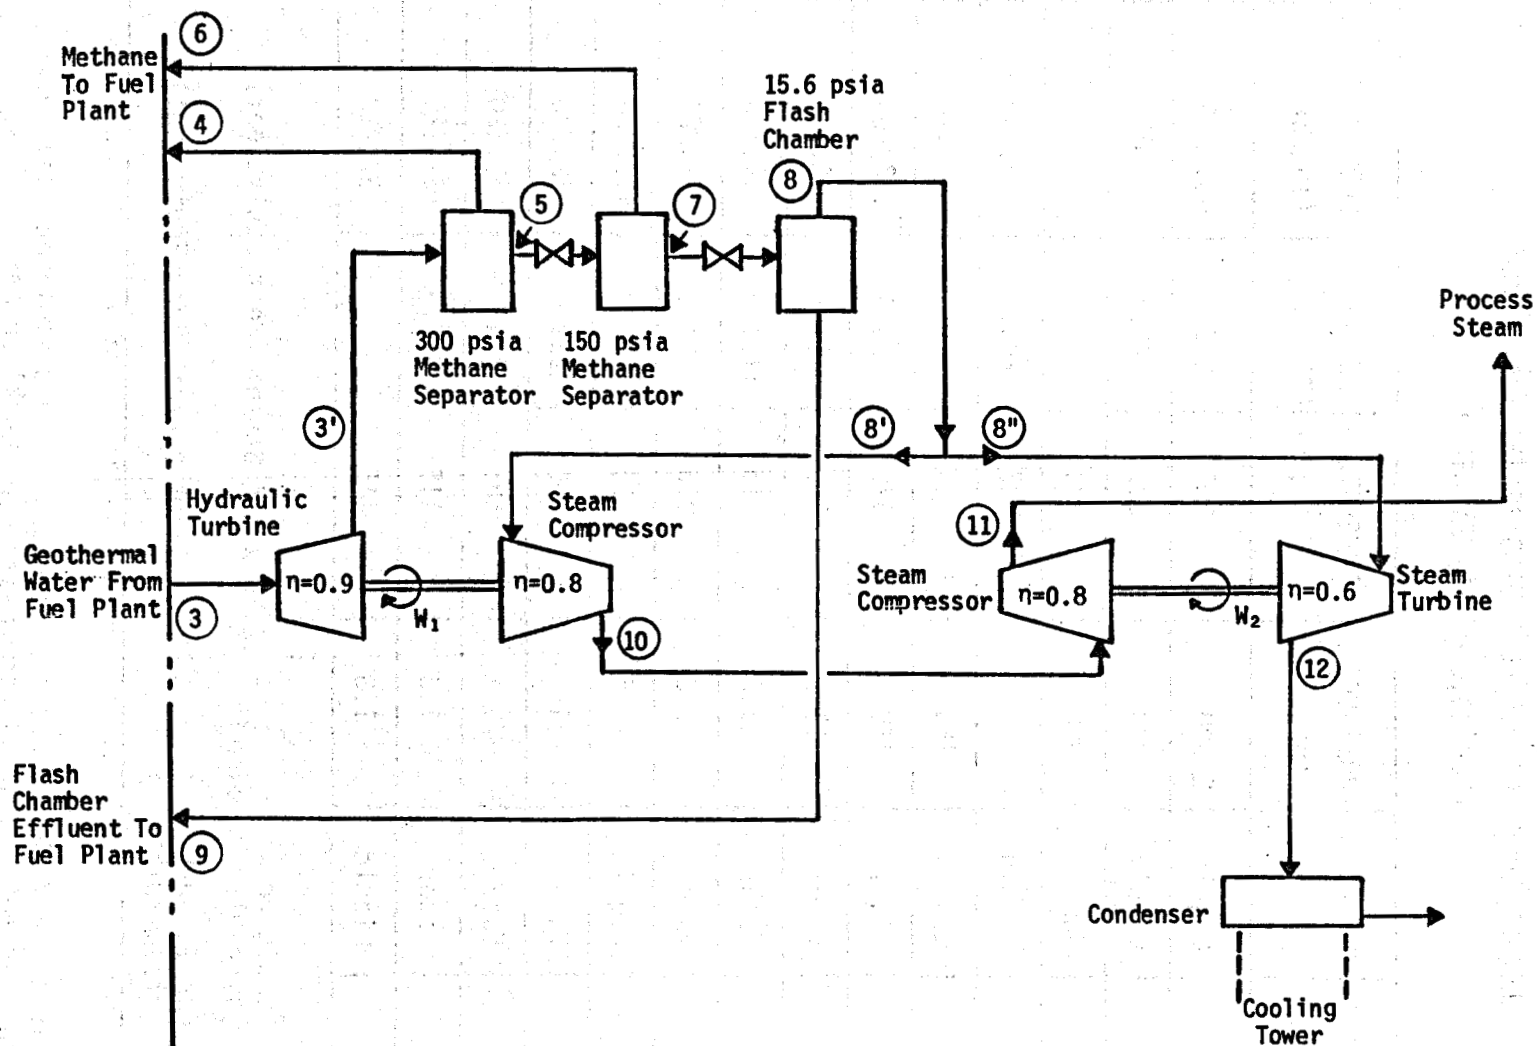 6
Methane
To Fuel
Plant
4
15.6 psia
Flash
Chamber
8
5
7
300 psia
Methane
Separator
150 psia
Methane
Separator
Process
Steam
3'
8'
8"
Hydraulic
Turbine
Steam
Compressor
11
Geothermal
Water From
Fuel Plant
3
η=0.9
W₁
η=0.8
10
Steam
Compressor
η=0.8
W₂
η=0.6
Steam
Turbine
12
Flash
Chamber
Effluent To
Fuel Plant
9
Condenser
Cooling
Tower